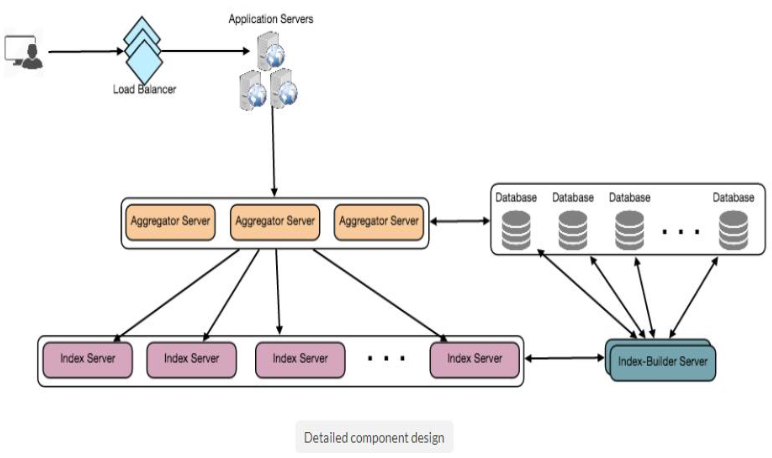 Application Servers
Load Balancer
Aggregator Server
Aggregator Server
Aggregator Server
Database
Database
Database
Database
Index Server
Index Server
Index Server
Index Server
Index-Builder Server
Detailed component design